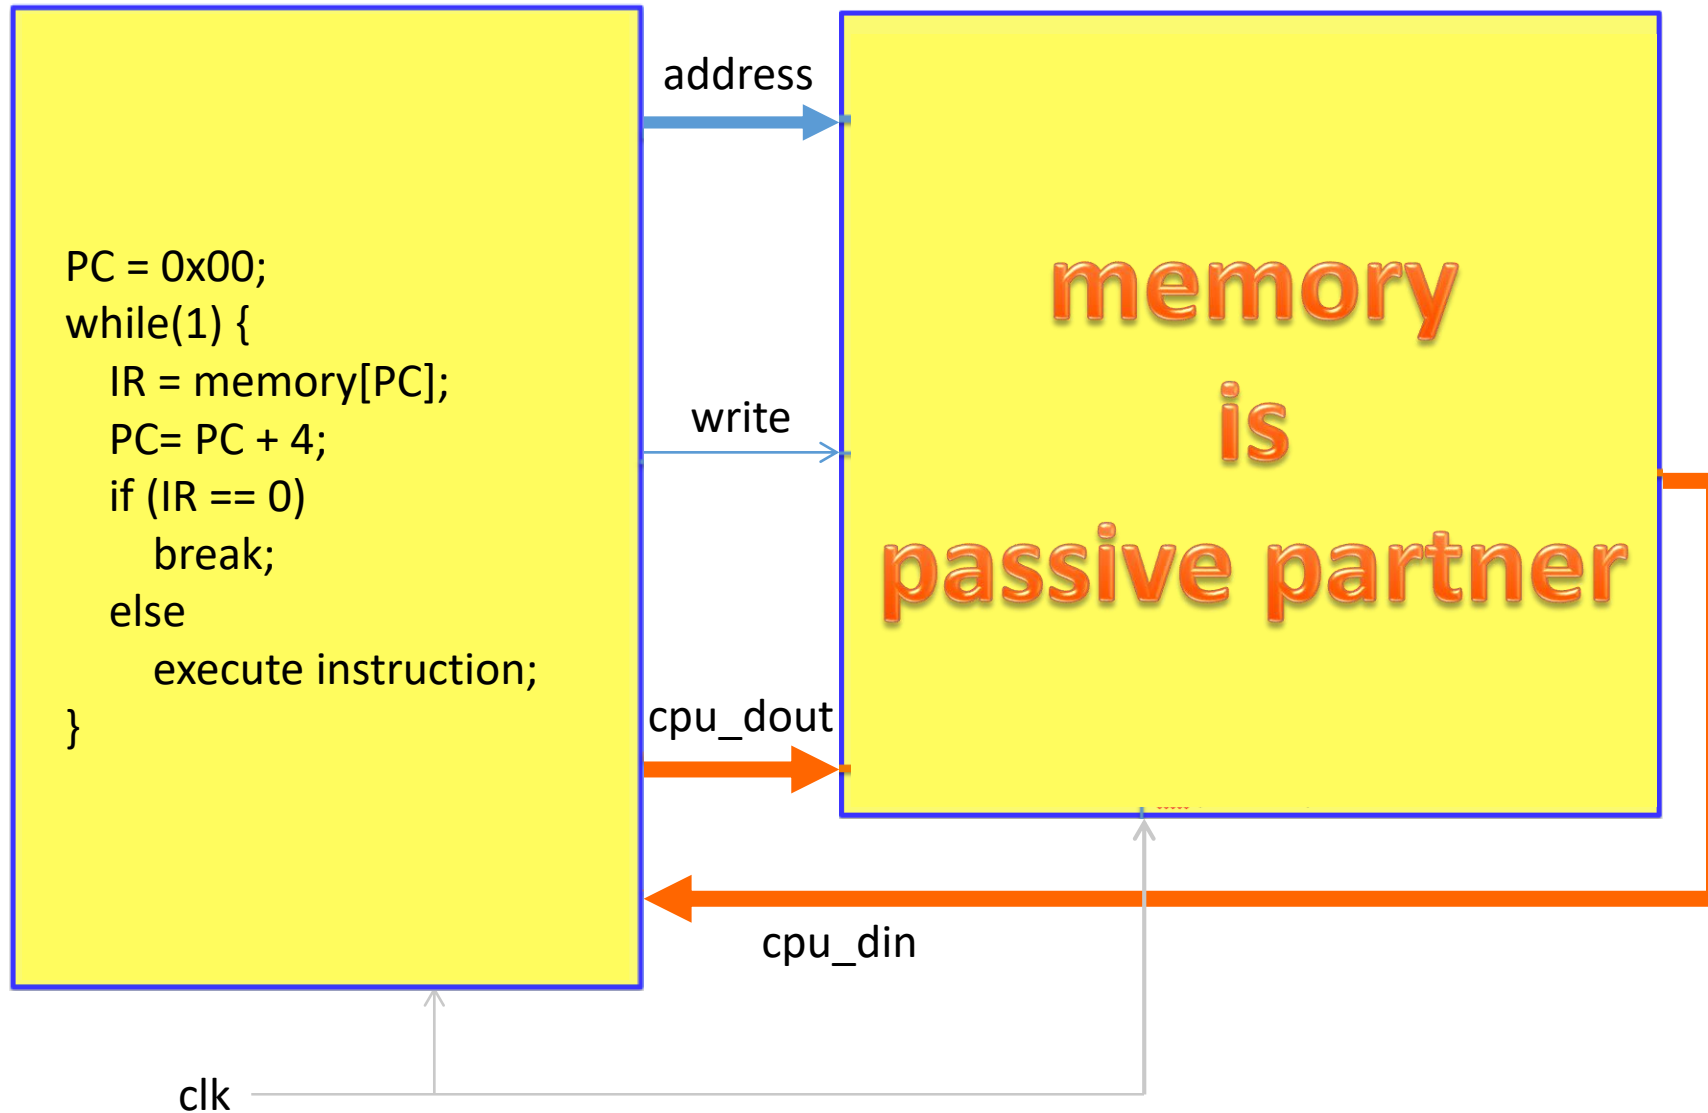 PC = 0x00;
while(1) {
IR = memory[PC];
PC= PC + 4;
if (IR == 0)
break;
else
execute instruction;
}
address
write
cpu_dout
cpu_din
clk
memory
is
passive partner